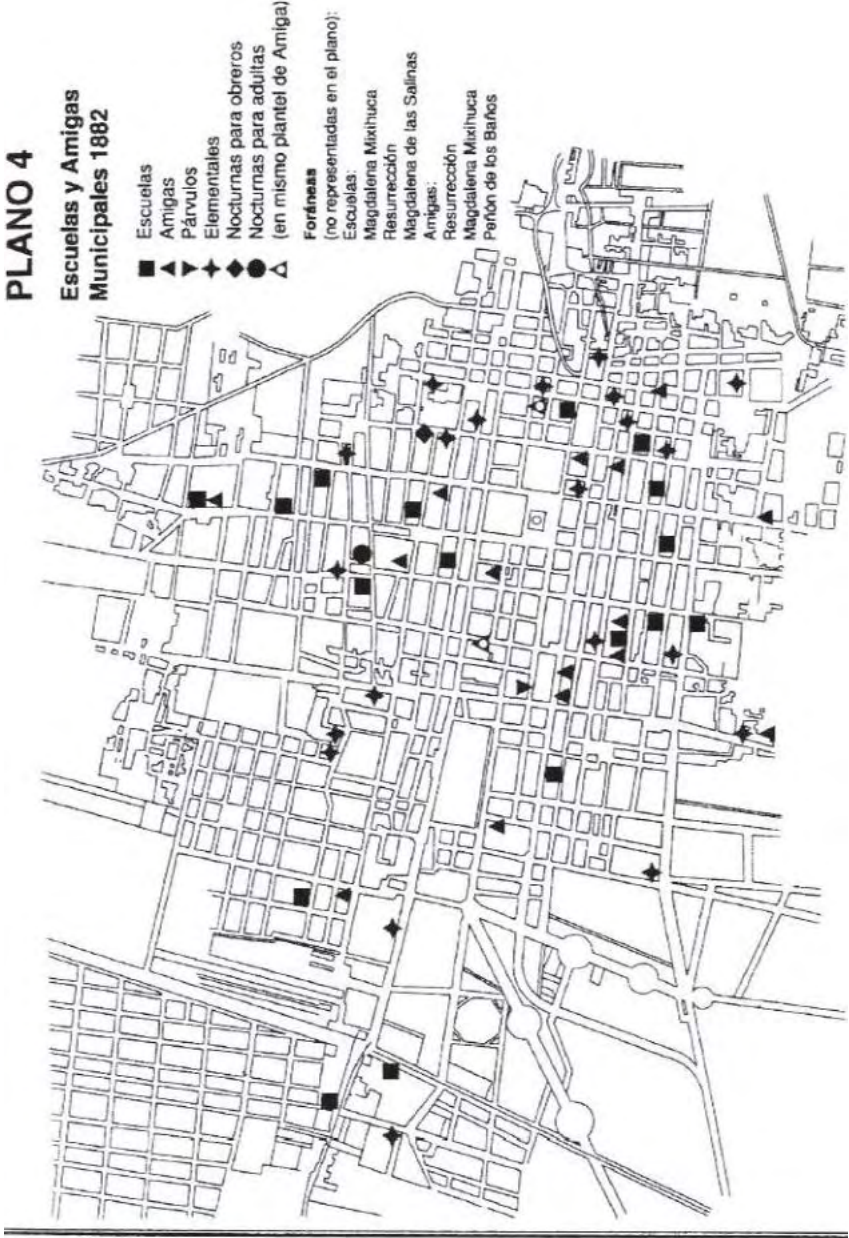 PLANO 4
Escuelas y Amigas
Municipales 1882
Escuelas
Amigas
Párvulos
Elementales
Nocturnas para obreros
Nocturnas para adultas
(en mismo plantel de Amiga)
Foráneas
(no representadas en el plano):
Escuelas:
Magdalena Mixihuca
Resurrección
Magdalena de las Salinas
Amigas:
Resurrección
Magdalena Mixihuca
Peñón de los Baños